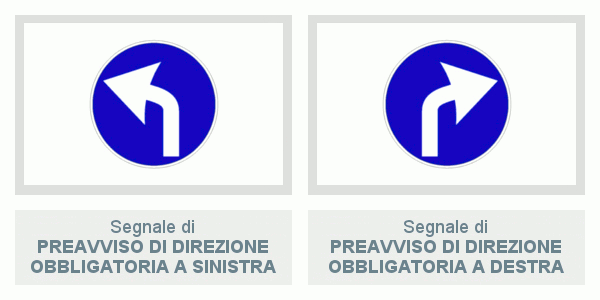 Segnale di
PREAVVISO DI DIREZIONE
OBBLIGATORIA A SINISTRA
Segnale di
PREAVVISO DI DIREZIONE
OBBLIGATORIA A DESTRA